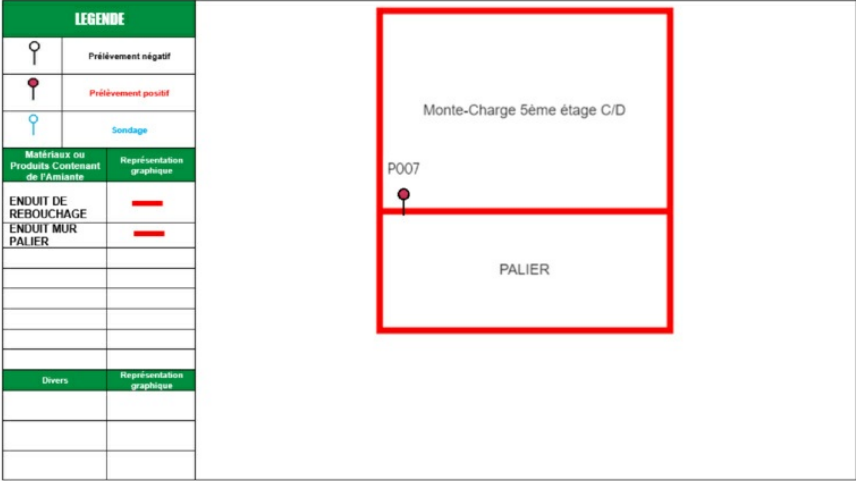 LEGENDE
Prélèvement négatif
Prélèvement positif
Sondage
Matériaux ou
Produits Contenant
de l'Amiante
Représentation
graphique
ENDUIT DE
REBOUCHAGE
ENDUIT MUR
PALIER
Divers
Représentation
graphique
Monte-Charge 5ème étage C/D
P007
PALIER